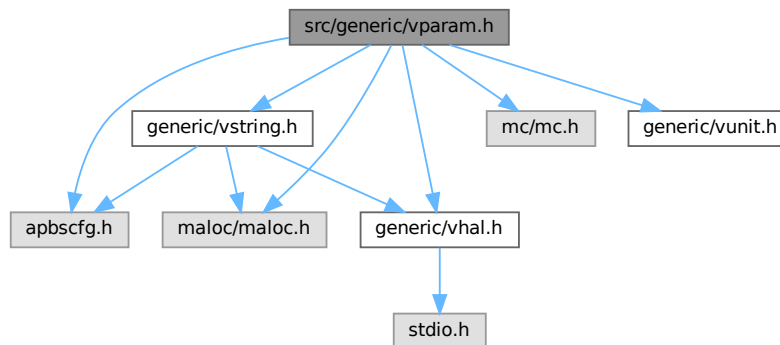 src/generic/vparam.h
generic/vstring.h
mc/mc.h
generic/vunit.h
apbscfg.h
maloc/maloc.h
generic/vhal.h
stdio.h